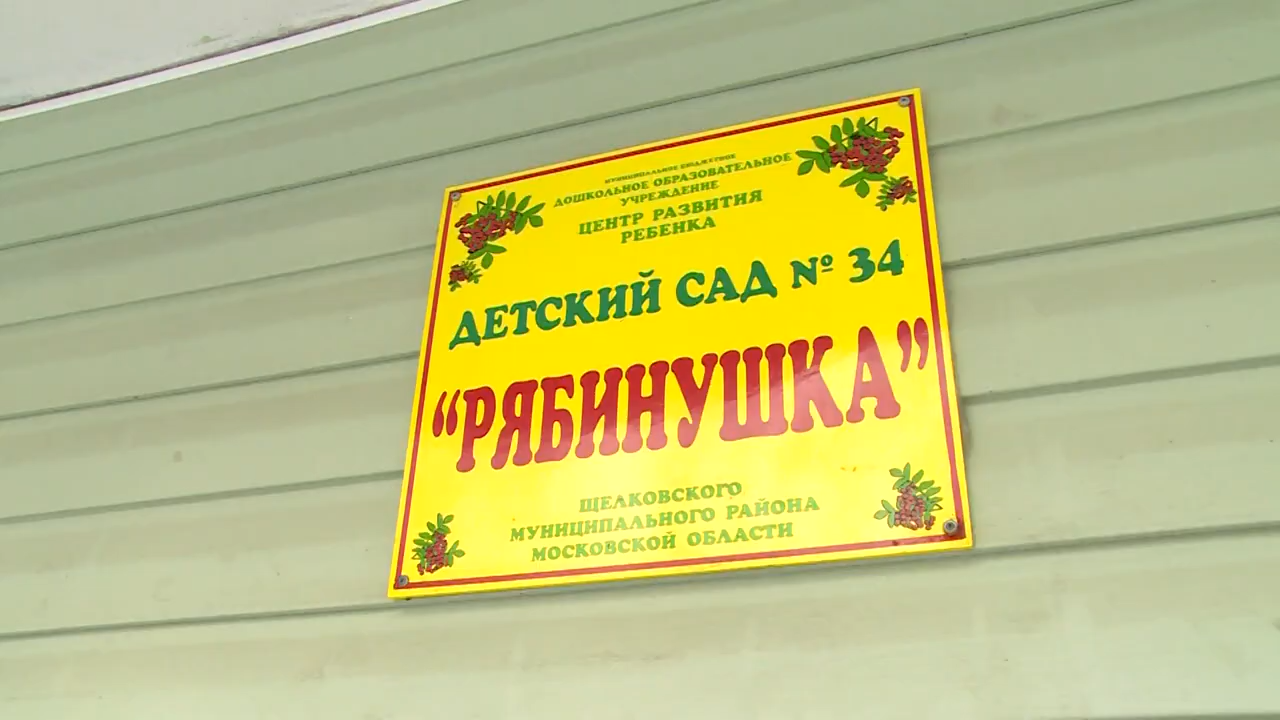 МУНИЦИПАЛЬНОЕ БЮДЖЕТНОЕ
ДОШКОЛЬНОЕ ОБРАЗОВАТЕЛЬНОЕ
УЧРЕЖДЕНИЕ
ЦЕНТР РАЗВИТИЯ
РЕБЕНКА
ДЕТСКИЙ САД № 34
“РЯБИНУШКА”
ЩЕЛКОВСКОГО
МУНИЦИПАЛЬНОГО РАЙОНА
МОСКОВСКОЙ ОБЛАСТИ